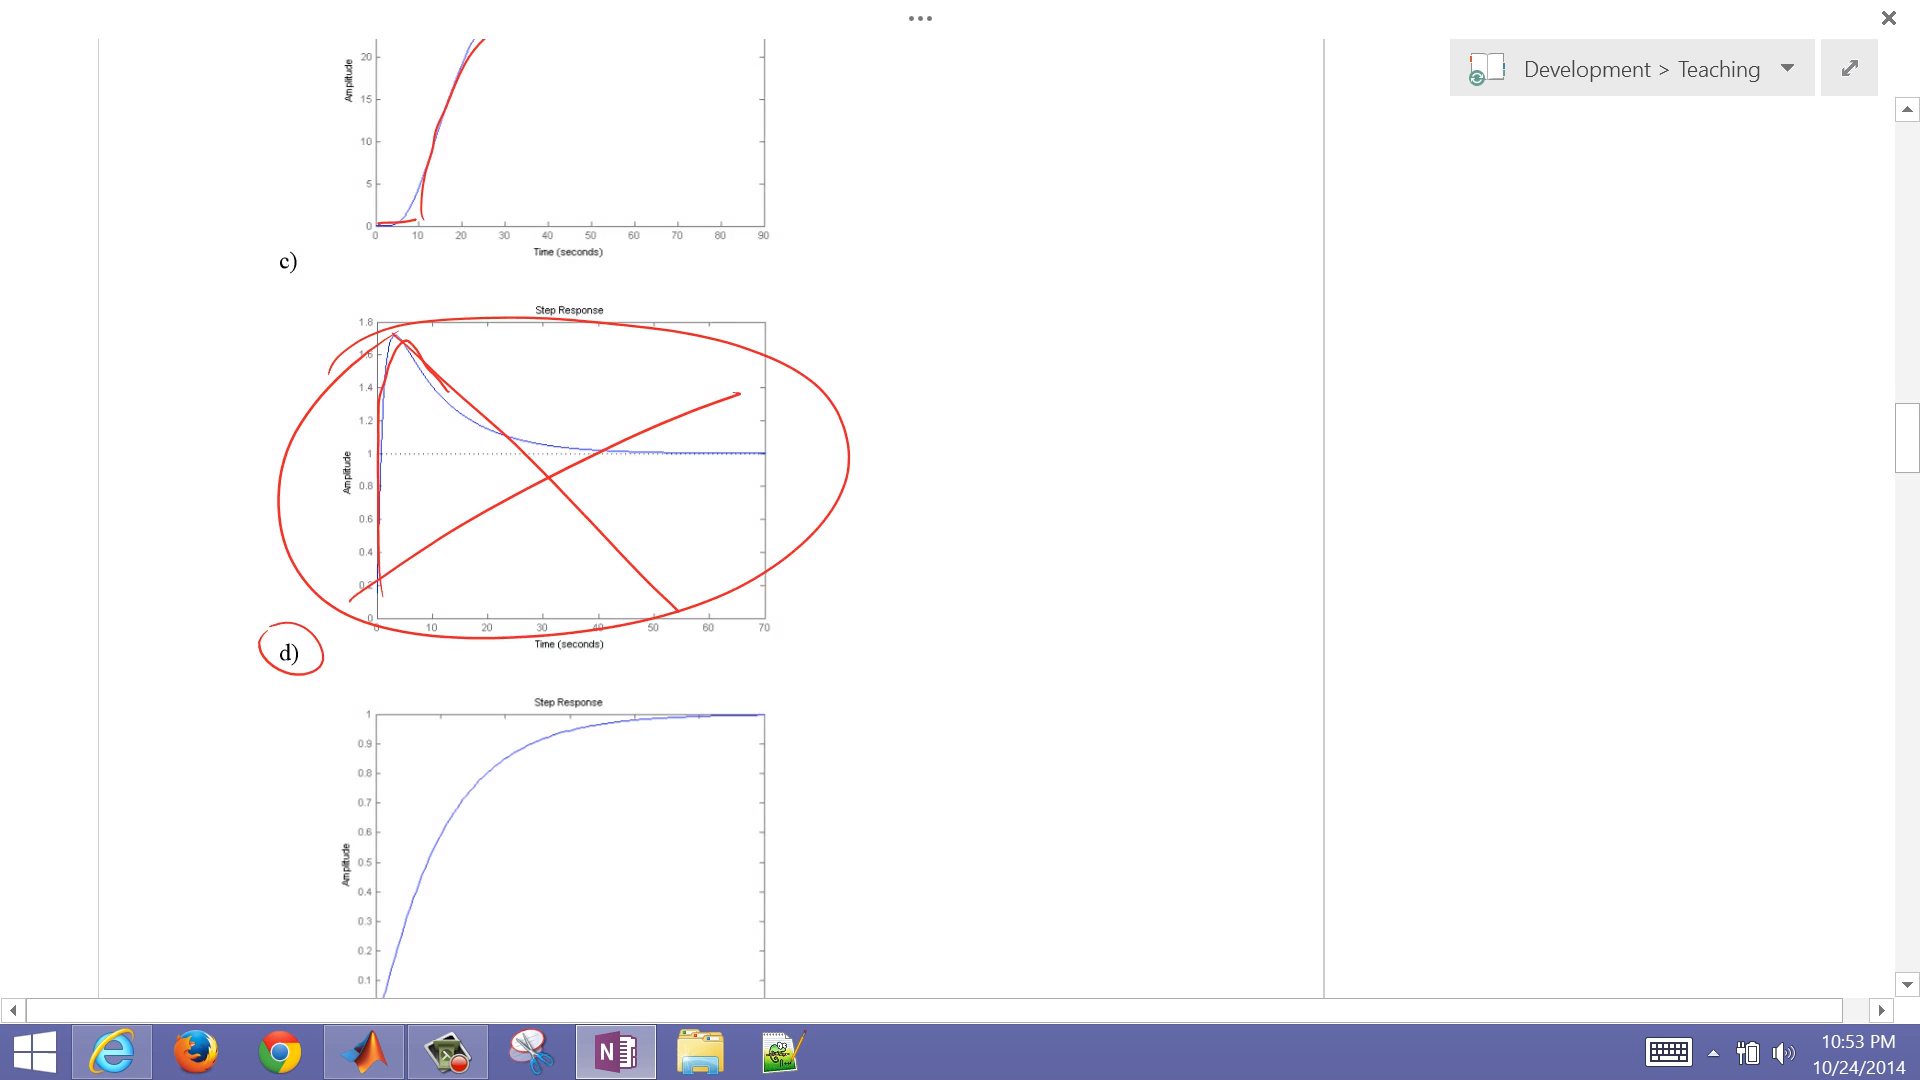 Development > Teaching
20
15
10
5
0
Amplitude
0 10 20 30 40 50 60 70 80 90
Time (seconds)
c)
Step Response
1.8
1.6
1.4
1.2
1
0.8
0.6
0.4
0.2
0
Amplitude
0 10 20 30 40 50 60 70
Time (seconds)
d)
Step Response
1
0.9
0.8
0.7
0.6
0.5
0.4
0.3
0.2
0.1
Amplitude
N
10:53 PM
10/24/2014